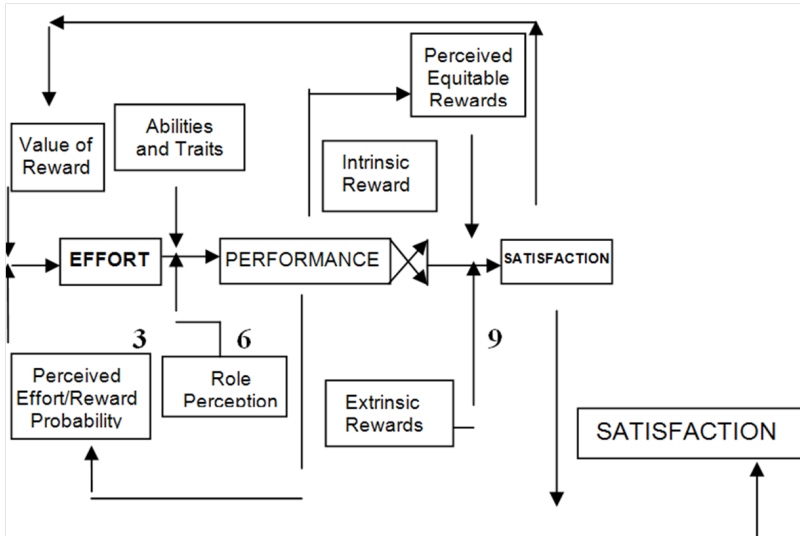 Perceived
Equitable
Rewards
Value of
Reward
Abilities
and Traits
Intrinsic
Reward
EFFORT
PERFORMANCE
SATISFACTION
3
6
9
Perceived
Effort/Reward
Probability
Role
Perception
Extrinsic
Rewards
SATISFACTION